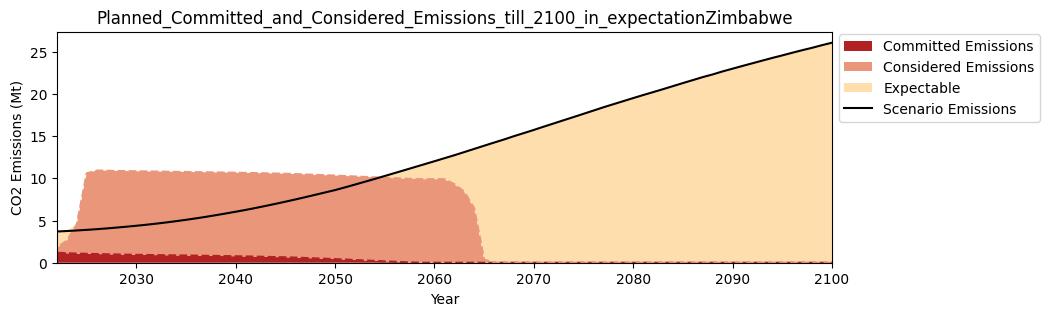 Planned_Committed_and_Considered_Emissions_till_2100_in_expectationZimbabwe
CO2 Emissions (Mt)
25
20
15
10
5
0
2030 2040 2050 2060 2070 2080 2090 2100
Year
Committed Emissions
Considered Emissions
Expectable
Scenario Emissions